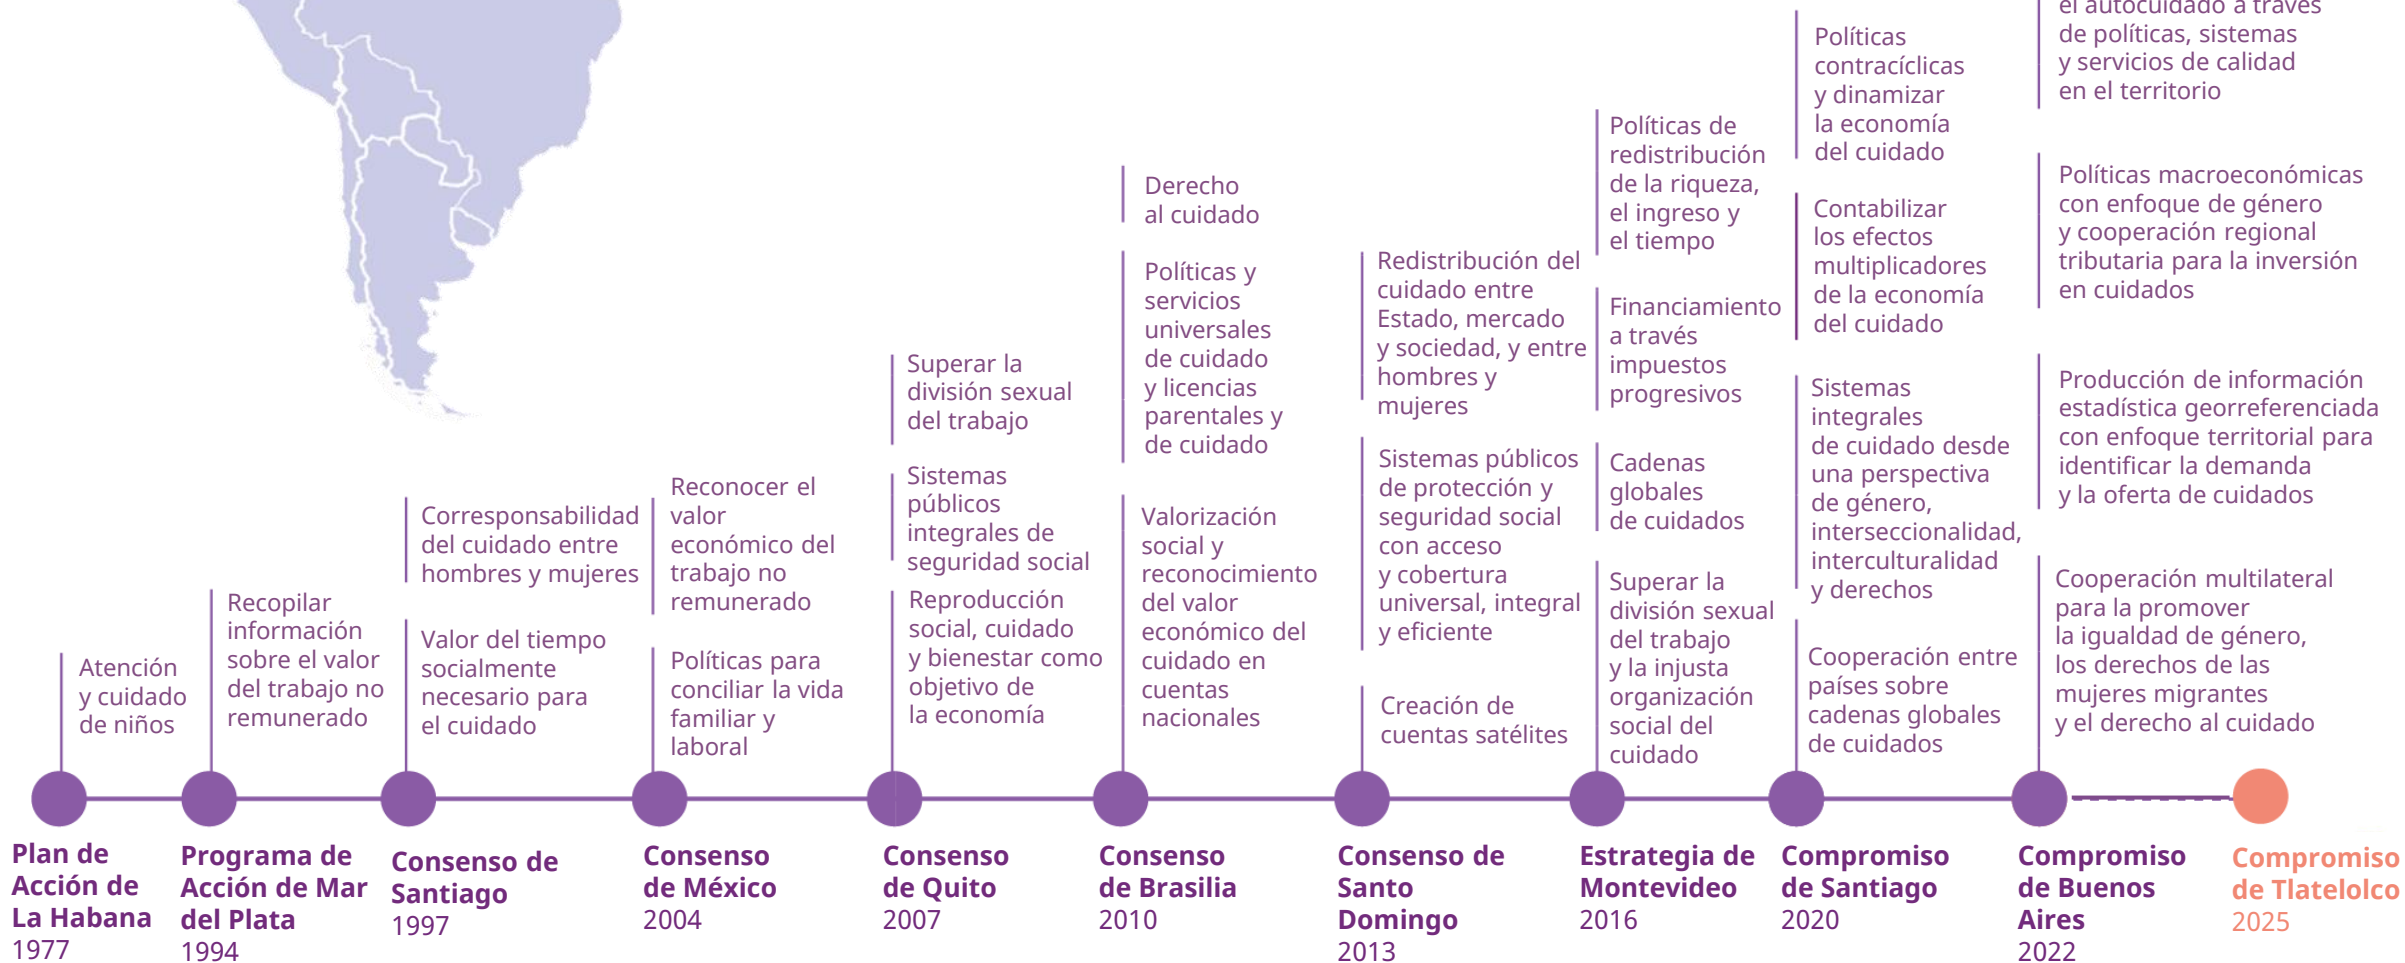 Atención
y cuidado
de niños
Plan de
Acción de
La Habana
1977
Recopilar
información
sobre el valor
del trabajo no
remunerado
Programa de
Acción de Mar
del Plata
1994
Corresponsabilidad
del cuidado entre
hombres y mujeres
Valor del tiempo
socialmente
necesario para
el cuidado
Consenso de
Santiago
1997
Reconocer el
valor
económico del
trabajo no
remunerado
Políticas para
conciliar la vida
familiar y
laboral
Consenso
de México
2004
Superar la
división sexual
del trabajo
Sistemas
públicos
integrales de
seguridad social
Reproducción
social, cuidado
y bienestar como
objetivo de
la economía
Consenso
de Quito
2007
Derecho
al cuidado
Políticas y
servicios
universales
de cuidado
y licencias
parentales y
de cuidado
Valorización
social y
reconocimiento
del valor
económico del
cuidado en
cuentas
nacionales
Consenso
de Brasilia
2010
Redistribución del
cuidado entre
Estado, mercado
y sociedad, y entre
hombres y
mujeres
Sistemas públicos
de protección y
seguridad social
con acceso
y cobertura
universal, integral
y eficiente
Creación de
cuentas satélites
Consenso de
Santo
Domingo
2013
Políticas de
redistribución
de la riqueza,
el ingreso y
el tiempo
Financiamiento
a través
impuestos
progresivos
Cadenas
globales
de cuidados
Superar la
división sexual
del trabajo
y la injusta
organización
social del
cuidado
Estrategia de
Montevideo
2016
Políticas
contracíclicas
y dinamizar
la economía
del cuidado
Contabilizar
los efectos
multiplicadores
de la economía
del cuidado
Sistemas
integrales
de cuidado desde
una perspectiva
de género,
interseccionalidad,
interculturalidad
y derechos
Cooperación entre
países sobre
cadenas globales
de cuidados
Compromiso
de Santiago
2020
el autocuidado a través
de políticas, sistemas
y servicios de calidad
en el territorio
Políticas macroeconómicas
con enfoque de género
y cooperación regional
tributaria para la inversión
en cuidados
Producción de información
estadística georreferenciada
con enfoque territorial para
identificar la demanda
y la oferta de cuidados
Cooperación multilateral
para la promover
la igualdad de género,
los derechos de las
mujeres migrantes
y el derecho al cuidado
Compromiso
de Buenos
Aires
2022
Compromiso
de Tlatelolco
2025